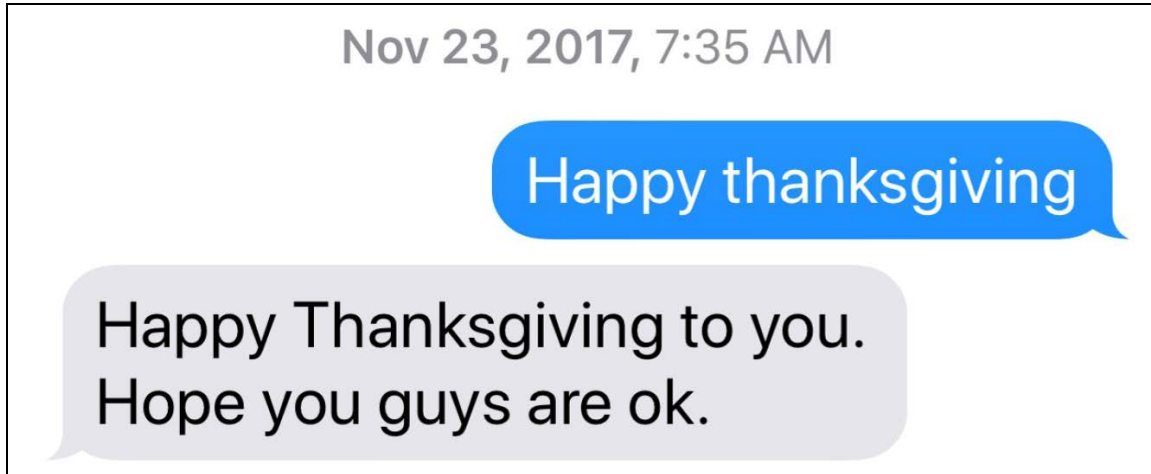 Nov 23, 2017, 7:35 AM
Happy thanksgiving
Happy Thanksgiving to you.
Hope you guys are ok.